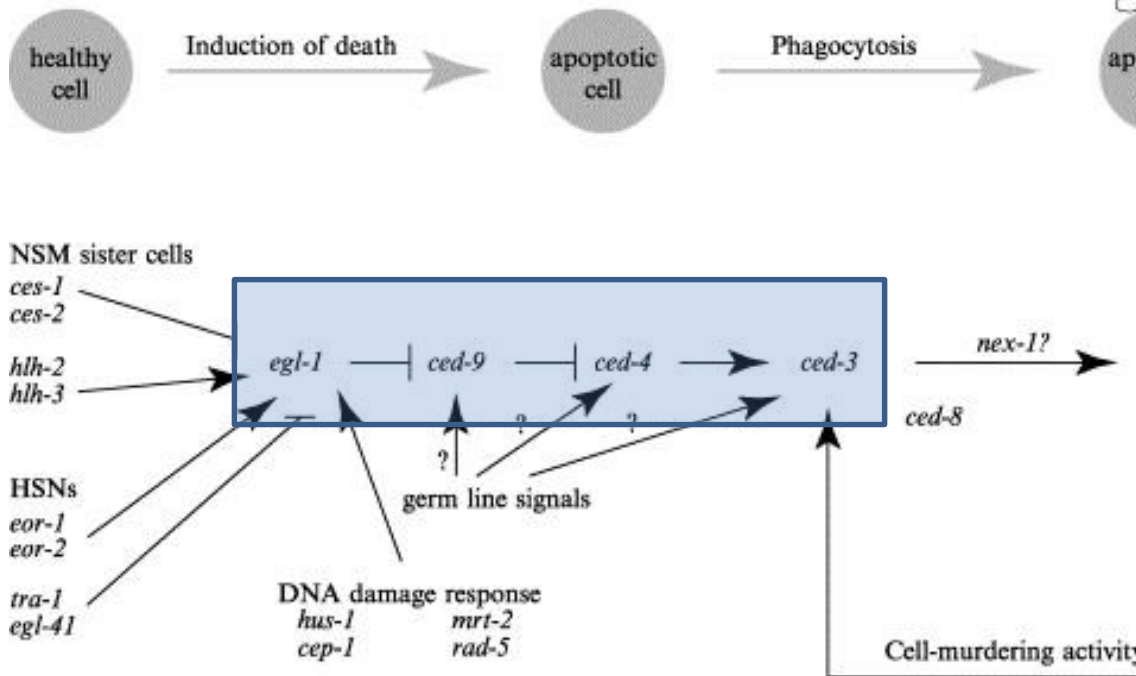 healthy
cell
Induction of death
apoptotic
cell
Phagocytosis
NSM sister cells
ces-1
ces-2
hlh-2
hlh-3
egl-1
ced-9
ced-4
ced-3
nex-1?
ced-8
?
?
?
germ line signals
HSNs
eor-1
eor-2
tra-1
egl-41
DNA damage response
hus-1 mrt-2
cep-1 rad-5
Cell-murdering activity